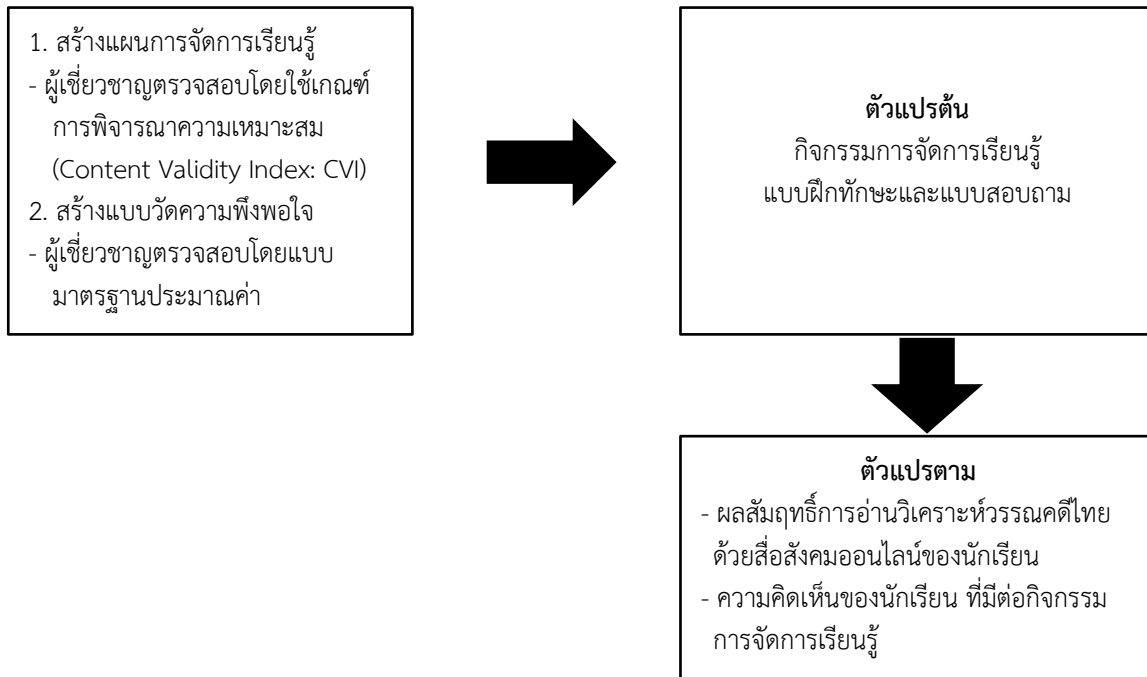 1. สร้างแผนการจัดการเรียนรู้
- ผู้เชี่ยวชาญตรวจสอบโดยใช้เกณฑ์
การพิจารณาความเหมาะสม
(Content Validity Index: CVI)
2. สร้างแบบวัดความพึงพอใจ
- ผู้เชี่ยวชาญตรวจสอบโดยแบบ
มาตรฐานประมาณค่า
ตัวแปรต้น
กิจกรรมการจัดการเรียนรู้
แบบฝึกทักษะและแบบสอบถาม
ตัวแปรตาม
- ผลสัมฤทธิ์การอ่านวิเคราะห์วรรณคดีไทย
ด้วยสื่อสังคมออนไลน์ของนักเรียน
- ความคิดเห็นของนักเรียน ที่มีต่อกิจกรรม
การจัดการเรียนรู้